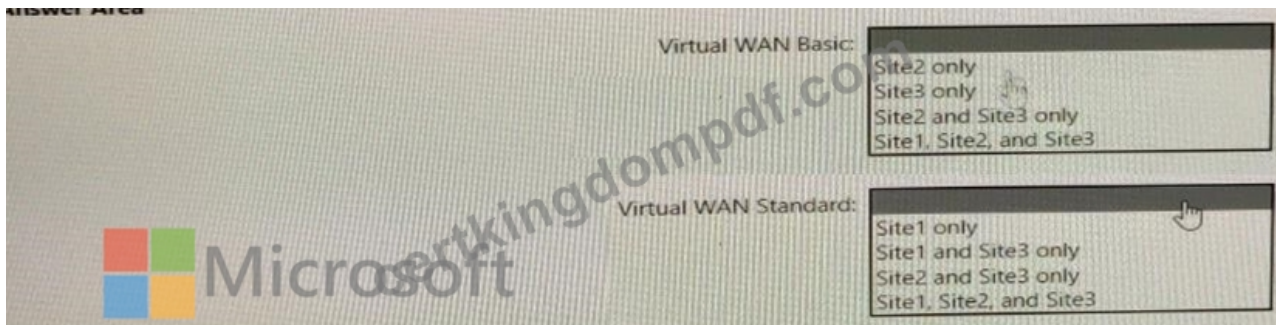 Answer Area
Virtual WAN Basic:
Site2 only
Site3 only
Site2 and Site3 only
Site1, Site2, and Site3
Virtual WAN Standard:
Site1 only
Site1 and Site3 only
Site2 and Site3 only
Site1, Site2, and Site3
Microsoft
certkingdompdf.com